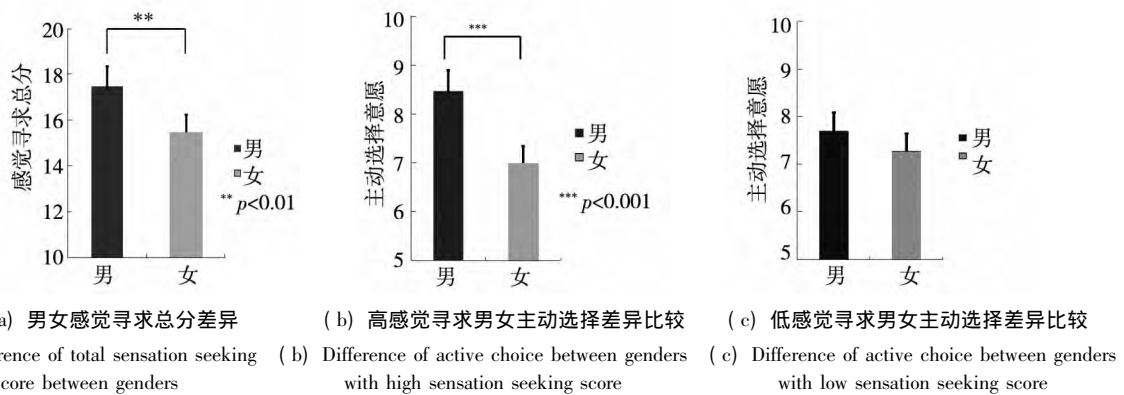 20
18
16
14
12
10
感觉寻求总分
**
男
女
** p<0.01
男
女
10
9
8
7
6
5
主动选择意愿
***
男
女
*** p<0.001
男
女
10
9
8
7
6
5
主动选择意愿
男
女
男
女
a) 男女感觉寻求总分差异
rence of total sensation seeking
core between genders
( b) 高感觉寻求男女主动选择差异比较
( b) Difference of active choice between genders
with high sensation seeking score
( c) 低感觉寻求男女主动选择差异比较
( c) Difference of active choice between genders
with low sensation seeking score